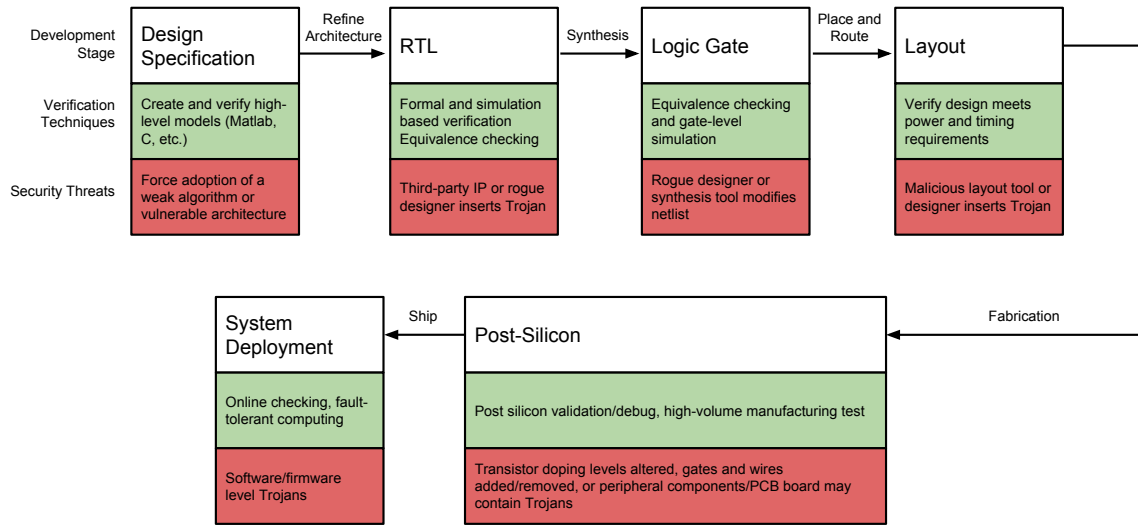 Development
Stage
Design
Specification
Refine
Architecture
RTL
Synthesis
Logic Gate
Place and
Route
Layout
Verification
Techniques
Create and verify high-
level models (Matlab,
C, etc.)
Formal and simulation
based verification
Equivalence checking
Equivalence checking
and gate-level
simulation
Verify design meets
power and timing
requirements
Security Threats
Force adoption of a
weak algorithm or
vulnerable architecture
Third-party IP or rogue
designer inserts Trojan
Rogue designer or
synthesis tool modifies
netlist
Malicious layout tool or
designer inserts Trojan
System
Deployment
Ship
Post-Silicon
Fabrication
Online checking, fault-
tolerant computing
Post silicon validation/debug, high-volume manufacturing test
Software/firmware
level Trojans
Transistor doping levels altered, gates and wires
added/removed, or peripheral components/PCB board may
contain Trojans